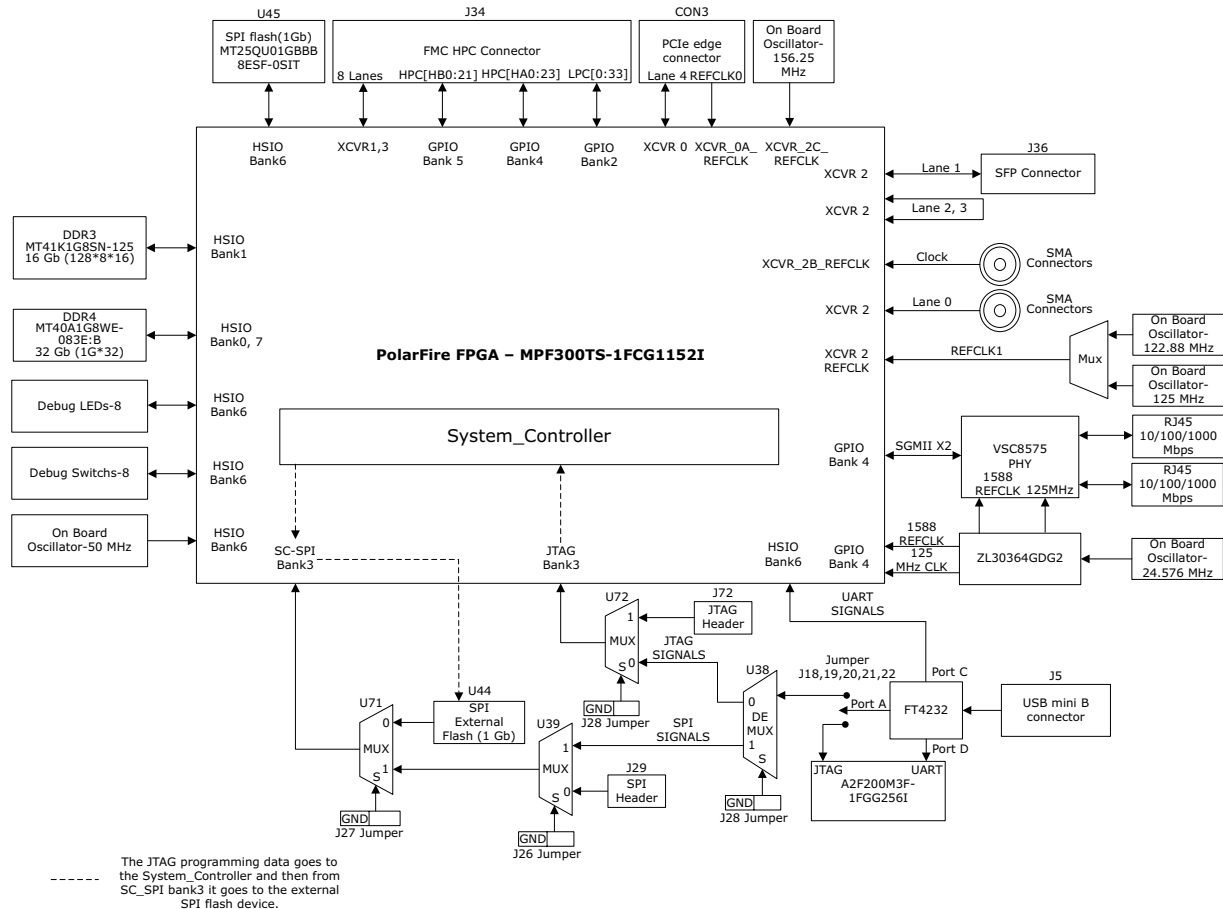 U45
SPI flash(1Gb)
MT25QU01GBBB
8ESF-0SIT
J34
FMC HPC Connector
8 Lanes
HPC[HB0:21]
HPC[HA0:23]
LPC[0:33]
CON3
PCIe edge
connector
Lane 4 REFCLK0
On Board
Oscillator-
156.25
MHz
HSIO
Bank6
XCVR1,3
GPIO
Bank 5
GPIO
Bank4
GPIO
Bank2
XCVR 0
XCVR_0A_
REFCLK
XCVR_2C_
REFCLK
XCVR 2
Lane 1
J36
SFP Connector
XCVR 2
Lane 2, 3
XCVR_2B_REFCLK
Clock
SMA
Connectors
XCVR 2
Lane 0
SMA
Connectors
XCVR 2
REFCLK
REFCLK1
Mux
On Board
Oscillator-
122.88 MHz
On Board
Oscillator-
125 MHz
DDR3
MT41K1G8SN-125
16 Gb (128*8*16)
HSIO
Bank1
DDR4
MT40A1G8WE-
083E:B
32 Gb (1G*32)
HSIO
Bank0, 7
PolarFire FPGA – MPF300TS-1FCG1152I
Debug LEDs-8
HSIO
Bank6
System_Controller
Debug Switchs-8
HSIO
Bank6
On Board
Oscillator-50 MHz
HSIO
Bank6
GPIO
Bank 4
SGMII X2
VSC8575
PHY
1588
REFCLK
125MHz
RJ45
10/100/1000
Mbps
RJ45
10/100/1000
Mbps
SC-SPI
Bank3
JTAG
Bank3
HSIO
Bank6
GPIO
Bank 4
1588
REFCLK
125
MHz CLK
ZL30364GDG2
On Board
Oscillator-
24.576 MHz
U72
1
MUX
S 0
J72
JTAG
Header
UART
SIGNALS
JTAG
SIGNALS
GND
J28 Jumper
U38
0
DE
MUX
1
S
GND
J28 Jumper
Jumper
J18,19,20,21,22
Port A
Port C
FT4232
Port D
J5
USB mini B
connector
JTAG
UART
A2F200M3F-
1FGG256I
U71
0
MUX
S 1
GND
J27 Jumper
U44
SPI
External
Flash (1 Gb)
U39
1
MUX
S 0
GND
J26 Jumper
SPI
SIGNALS
J29
SPI
Header
The JTAG programming data goes to
the System_Controller and then from
SC_SPI bank3 it goes to the external
SPI flash device.